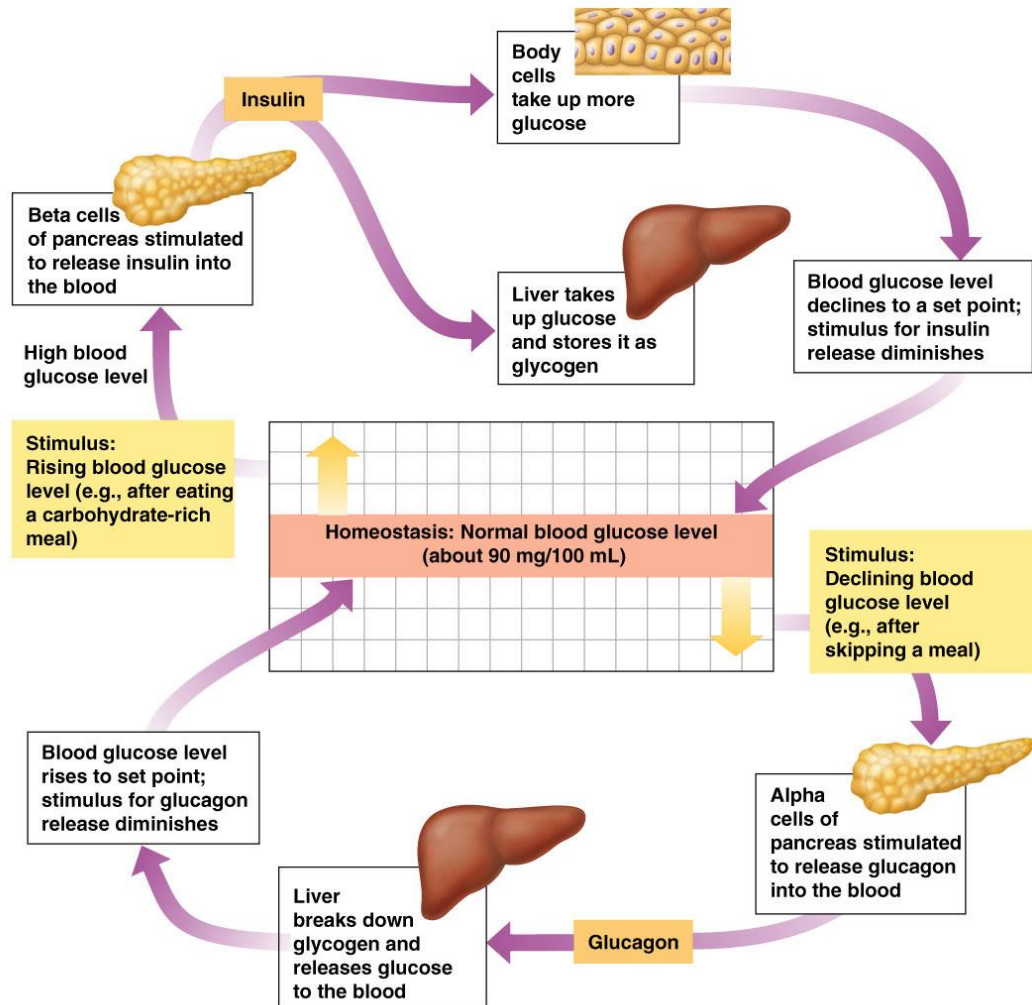 Insulin
Body
cells
take up more
glucose
Beta cells
of pancreas stimulated
to release insulin into
the blood
Liver takes
up glucose
and stores it as
glycogen
Blood glucose level
declines to a set point;
stimulus for insulin
release diminishes
High blood
glucose level
Stimulus:
Rising blood glucose
level (e.g., after eating
a carbohydrate-rich
meal)
Homeostasis: Normal blood glucose level
(about 90 mg/100 mL)
Stimulus:
Declining blood
glucose level
(e.g., after
skipping a meal)
Blood glucose level
rises to set point;
stimulus for glucagon
release diminishes
Alpha
cells of
pancreas stimulated
to release glucagon
into the blood
Liver
breaks down
glycogen and
releases glucose
to the blood
Glucagon